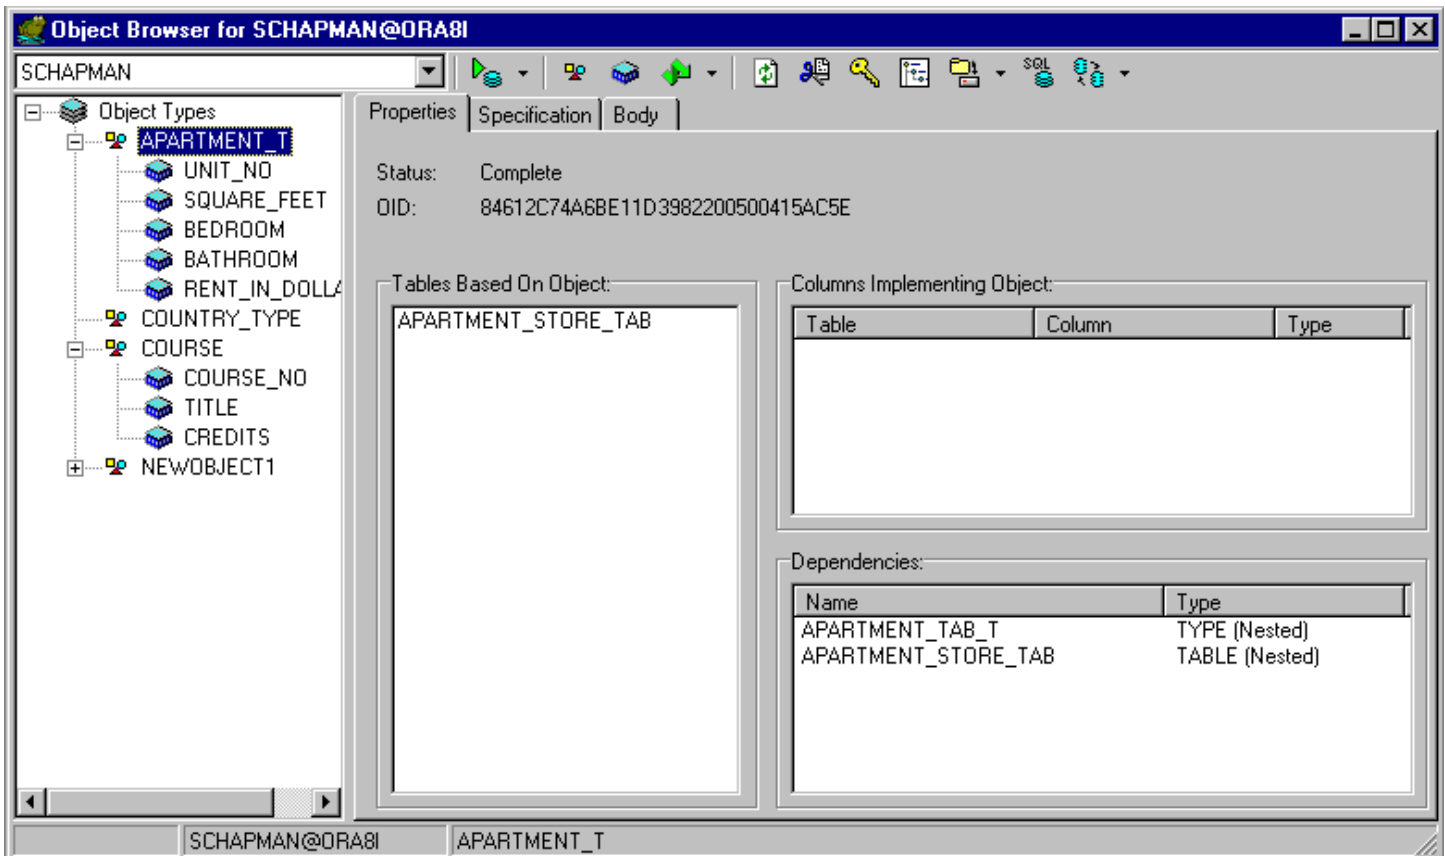 Object Browser for SCHAPMAN@ORA8I
SCHAPMAN
SQL
Object Types
APARTMENT_T
UNIT_NO
SQUARE_FEET
BEDROOM
BATHROOM
RENT_IN_DOLLA
COUNTRY_TYPE
COURSE
COURSE_NO
TITLE
CREDITS
NEWOBJECT1
Properties Specification Body
Status: Complete
OID: 84612C74A6BE11D3982200500415AC5E
Tables Based On Object:
APARTMENT_STORE_TAB
Columns Implementing Object:
Table Column Type
Dependencies:
Name Type
APARTMENT_TAB_T TYPE (Nested)
APARTMENT_STORE_TAB TABLE (Nested)
SCHAPMAN@ORA8I APARTMENT_T